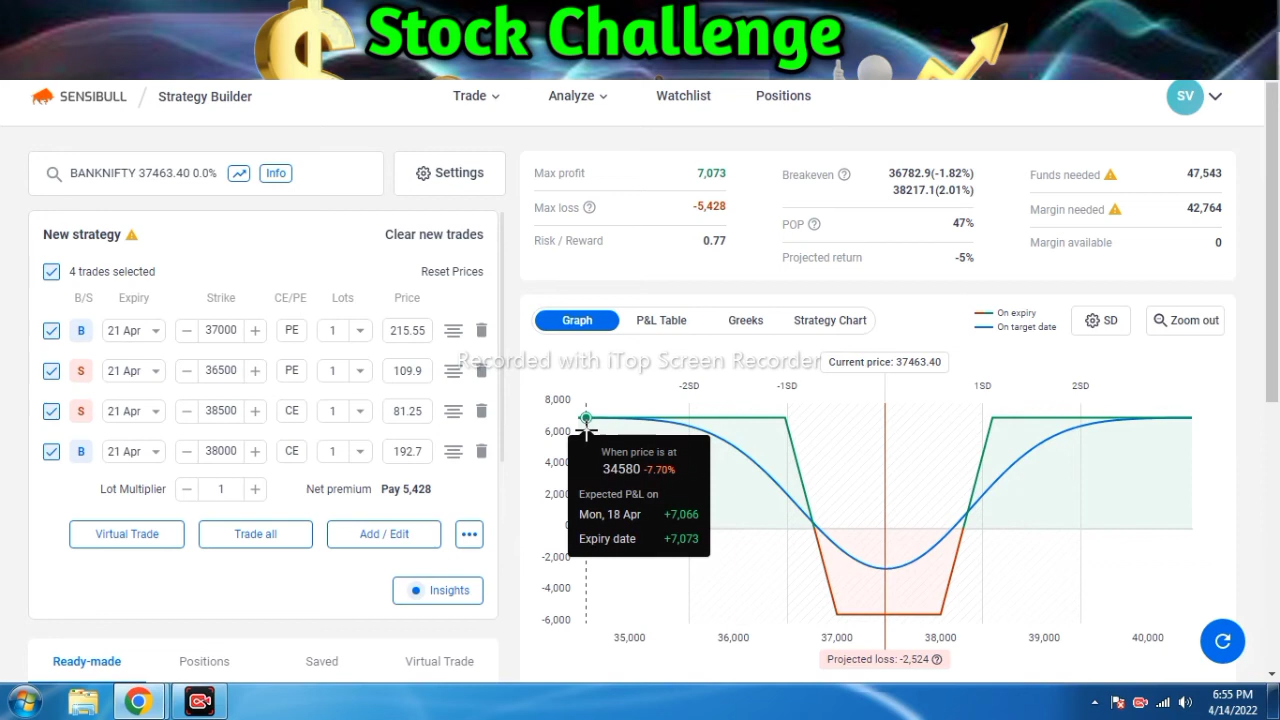 Stock Challenge
SENSIBULL / Strategy Builder
Trade
Analyze
Watchlist
Positions
SV
BANKNIFTY 37463.40 0.0%
Info
Settings
New strategy
Clear new trades
4 trades selected
Reset Prices
B/S Expiry Strike CE/PE Lots Price
B 21 Apr − 37000 + PE 1 215.55
S 21 Apr − 36500 + PE 1 109.9
S 21 Apr − 38500 + CE 1 81.25
B 21 Apr − 38000 + CE 1 192.7
Lot Multiplier − 1 + Net premium Pay 5,428
Virtual Trade
Trade all
Add / Edit
•••
Insights
Ready-made
Positions
Saved
Virtual Trade
Max profit 7,073
Max loss -5,428
Risk / Reward 0.77
Breakeven 36782.9(-1.82%)
38217.1(2.01%)
POP 47%
Projected return -5%
Funds needed 47,543
Margin needed 42,764
Margin available 0
Graph
P&L Table
Greeks
Strategy Chart
On expiry
On target date
SD
Zoom out
Recorded with iTop Screen Recorder
Current price: 37463.40
-2SD -1SD 1SD 2SD
8,000
6,000
4,000
2,000
0
-2,000
-4,000
-6,000
When price is at
34580 -7.70%
Expected P&L on
Mon, 18 Apr +7,066
Expiry date +7,073
35,000 36,000 37,000 38,000 39,000 40,000
Projected loss: -2,524
6:55 PM
4/14/2022